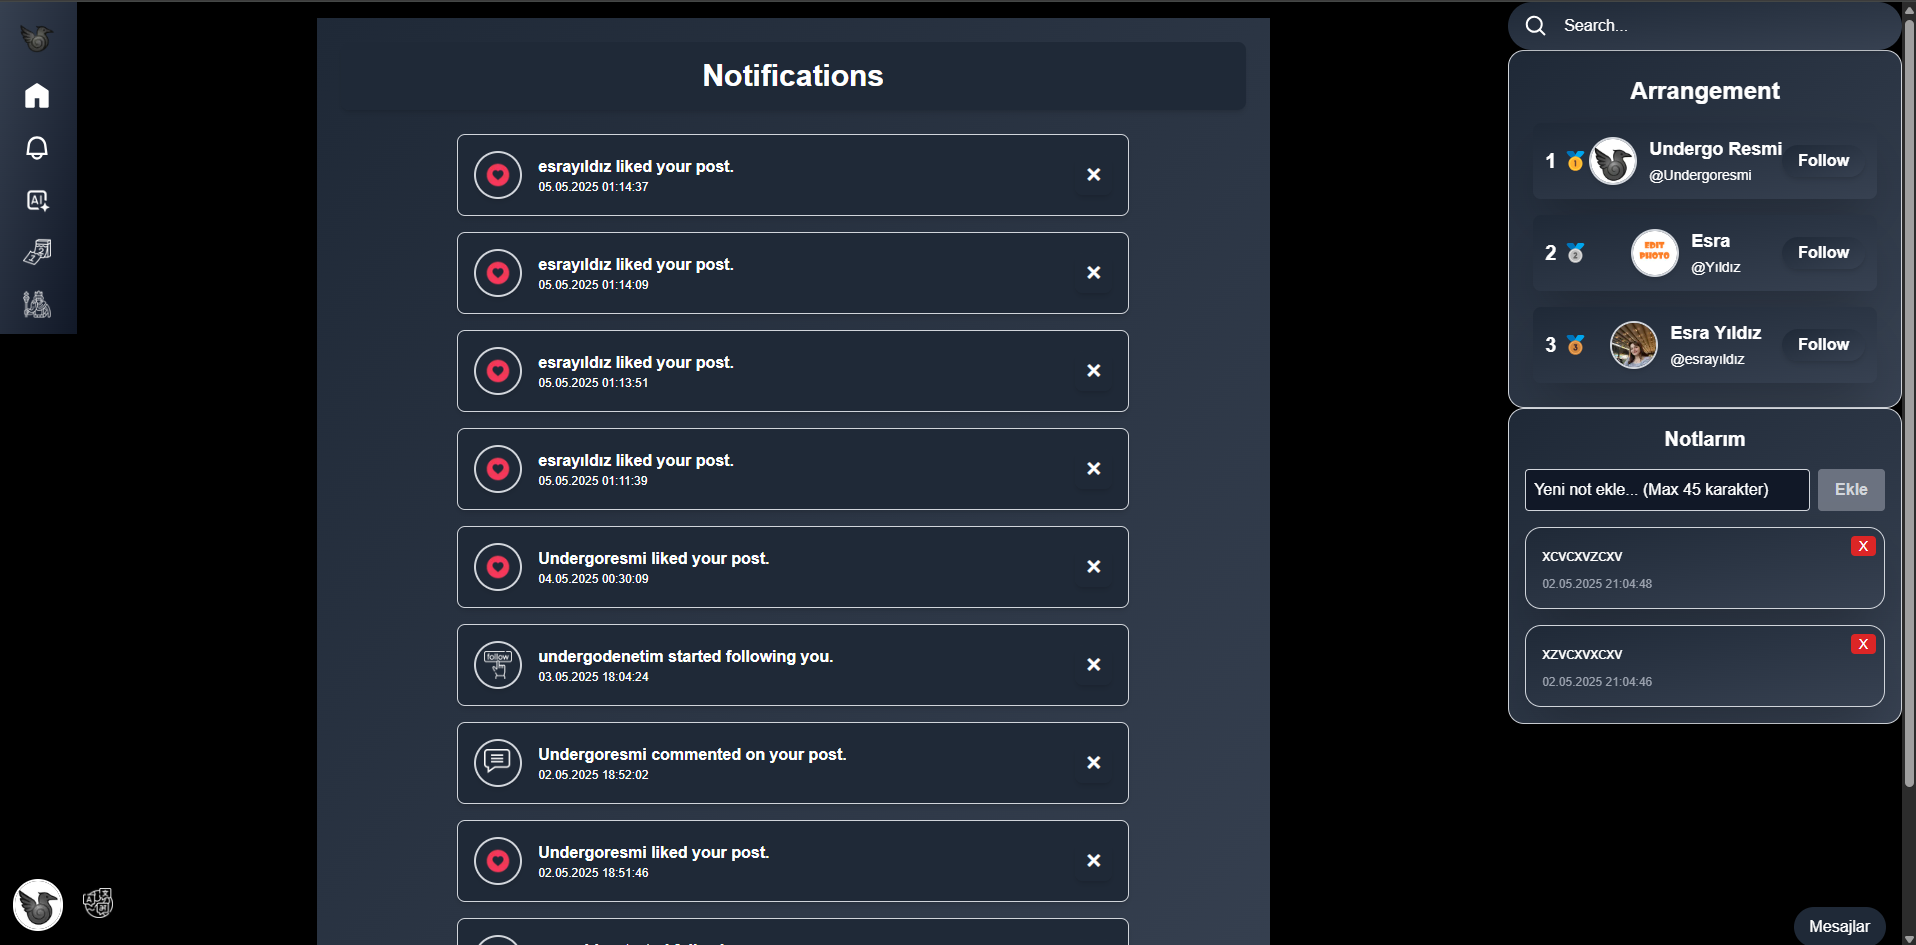 Search...
Notifications
esrayıldız liked your post.
05.05.2025 01:14:37
×
esrayıldız liked your post.
05.05.2025 01:14:09
×
esrayıldız liked your post.
05.05.2025 01:13:51
×
esrayıldız liked your post.
05.05.2025 01:11:39
×
Undergoresmi liked your post.
04.05.2025 00:30:09
×
follow
undergodenetim started following you.
03.05.2025 18:04:24
×
Undergoresmi commented on your post.
02.05.2025 18:52:02
×
Undergoresmi liked your post.
02.05.2025 18:51:46
×
AI
Arrangement
1
Undergo Resmi
@Undergoresmi
Follow
2
EDIT
PHOTO
Esra
@Yıldız
Follow
3
Esra Yıldız
@esrayıldız
Follow
Notlarım
Yeni not ekle... (Max 45 karakter)
Ekle
xcvcxvzcxv
X
02.05.2025 21:04:48
xzvcxvxcxv
X
02.05.2025 21:04:46
Mesajlar